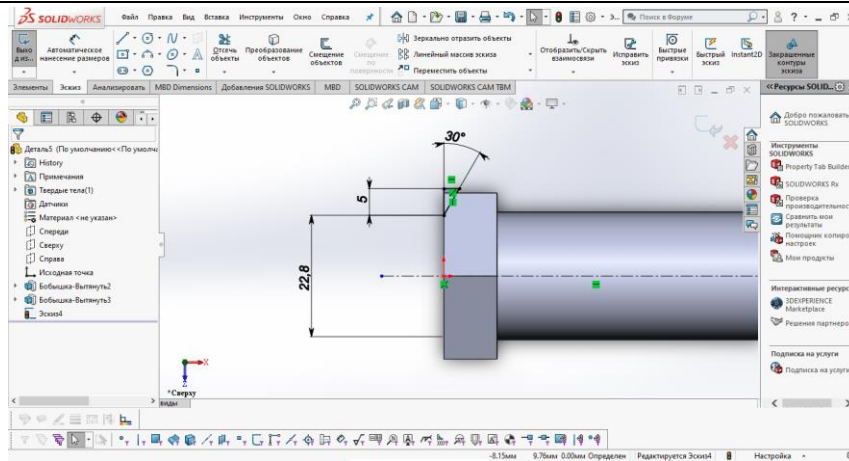 SOLIDWORKS
Файл Правка Вид Вставка Инструменты Окно Справка
Э...
Поиск в Форуме
Выхо
д из...
Автоматическое
нанесение размеров
Отсечь
объекты
Преобразование
объектов
Смещение
объектов
Смещение
по
поверхности
Зеркально отразить объекты
Линейный массив эскиза
Переместить объекты
Отобразить/Скрыть
взаимосвязи
Исправить
эскиз
Быстрые
привязки
Быстрый
эскиз
Instant2D
Закрашенные
контуры
эскиза
Элементы Эскиз Анализировать MBD Dimensions Добавления SOLIDWORKS MBD SOLIDWORKS CAM SOLIDWORKS CAM TBM
Деталь5 (По умолчанию<<По умолча
History
Примечания
Твердые тела(1)
Датчики
Материал <не указан>
Спереди
Сверху
Справа
Исходная точка
Бобышка-Вытянуть2
Бобышка-Вытянуть3
Эскиз4
30°
5
22,8
X
Z
*Сверху
виды
Ресурсы SOLID...
Добро пожаловать
SOLIDWORKS
Инструменты
SOLIDWORKS
Property Tab Builder
SOLIDWORKS Rx
Проверка
производительнос
Сравнить мои
результаты
Помощник копиро
настроек
Мои продукты
Интерактивные ресурс
3DEXPERIENCE
Marketplace
Решения партнеро
Подписка на услуги
Подписка на услуги
-8.15мм 9.76мм 0.00мм Определен Редактируется Эскиз4 Настройка